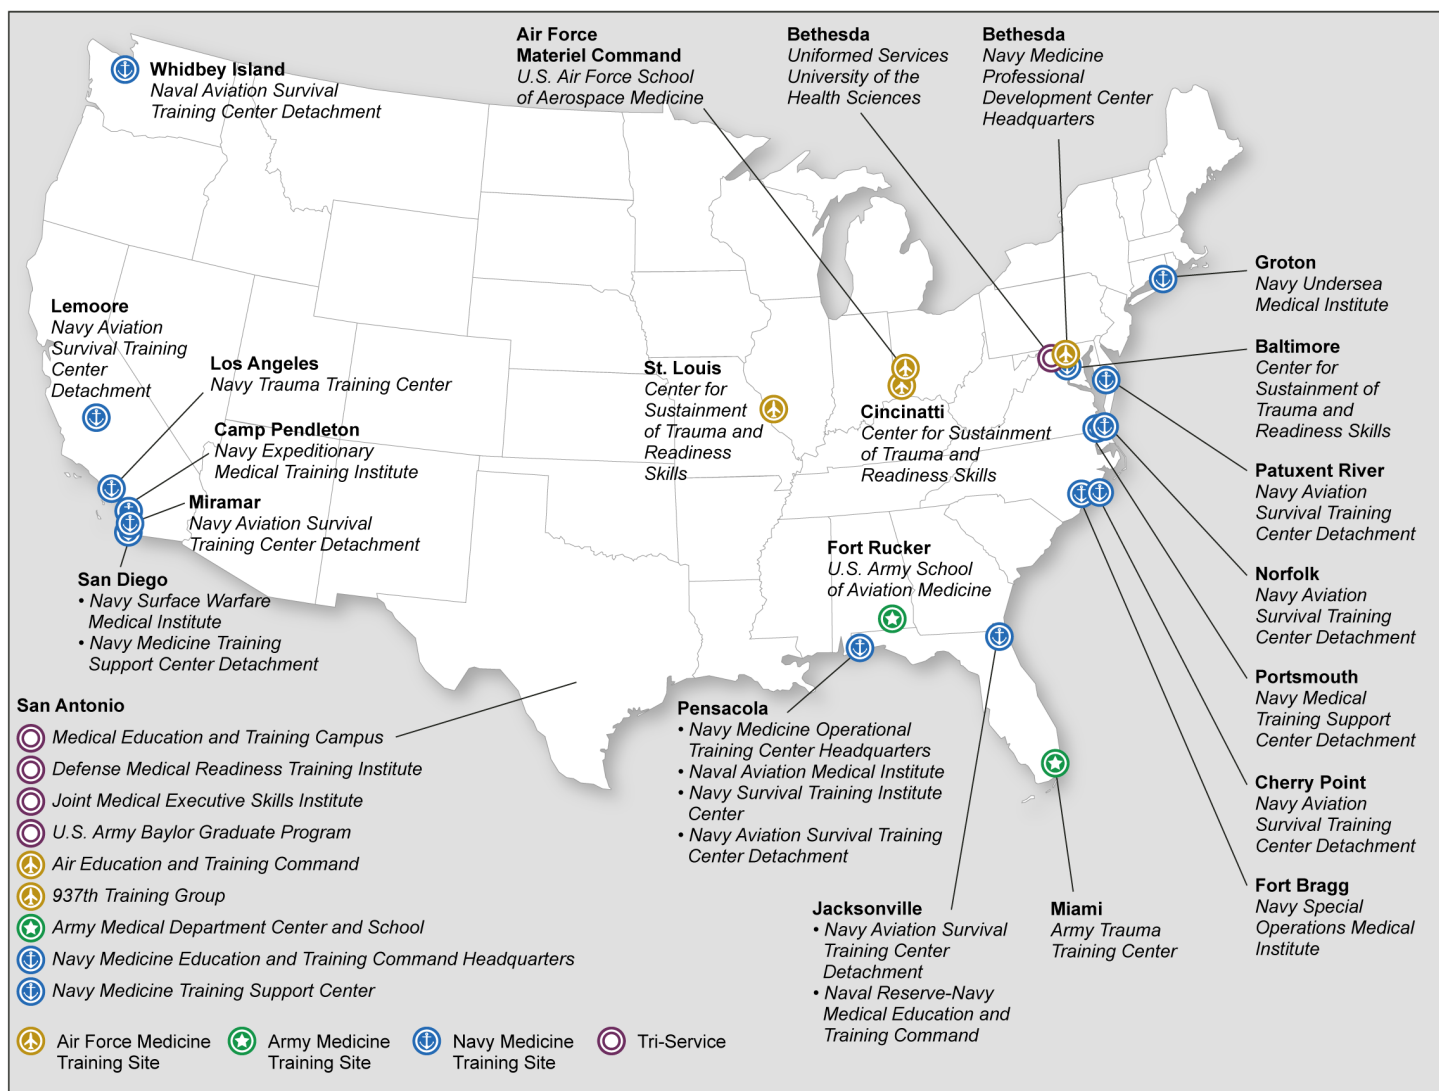 Air Force
Materiel Command
U.S. Air Force School
of Aerospace Medicine
Bethesda
Uniformed Services
University of the
Health Sciences
Bethesda
Navy Medicine
Professional
Development Center
Headquarters
Whidbey Island
Naval Aviation Survival
Training Center Detachment
Groton
Navy Undersea
Medical Institute
Lemoore
Navy Aviation
Survival Training
Center
Detachment
Los Angeles
Navy Trauma Training Center
Camp Pendleton
Navy Expeditionary
Medical Training Institute
Miramar
Navy Aviation Survival
Training Center Detachment
San Diego
• Navy Surface Warfare
Medical Institute
• Navy Medicine Training
Support Center Detachment
St. Louis
Center for
Sustainment
of Trauma and
Readiness
Skills
Cincinatti
Center for Sustainment
of Trauma and
Readiness Skills
Baltimore
Center for
Sustainment of
Trauma and
Readiness Skills
Patuxent River
Navy Aviation
Survival Training
Center Detachment
Norfolk
Navy Aviation
Survival Training
Center Detachment
Portsmouth
Navy Medical
Training Support
Center Detachment
Cherry Point
Navy Aviation
Survival Training
Center Detachment
Fort Bragg
Navy Special
Operations Medical
Institute
Fort Rucker
U.S. Army School
of Aviation Medicine
Pensacola
• Navy Medicine Operational
Training Center Headquarters
• Naval Aviation Medical Institute
• Navy Survival Training Institute
Center
• Navy Aviation Survival Training
Center Detachment
Jacksonville
• Navy Aviation Survival
Training Center
Detachment
• Naval Reserve-Navy
Medical Education and
Training Command
Miami
Army Trauma
Training Center
San Antonio
Medical Education and Training Campus
Defense Medical Readiness Training Institute
Joint Medical Executive Skills Institute
U.S. Army Baylor Graduate Program
Air Education and Training Command
937th Training Group
Army Medical Department Center and School
Navy Medicine Education and Training Command Headquarters
Navy Medicine Training Support Center
Air Force Medicine
Training Site
Army Medicine
Training Site
Navy Medicine
Training Site
Tri-Service